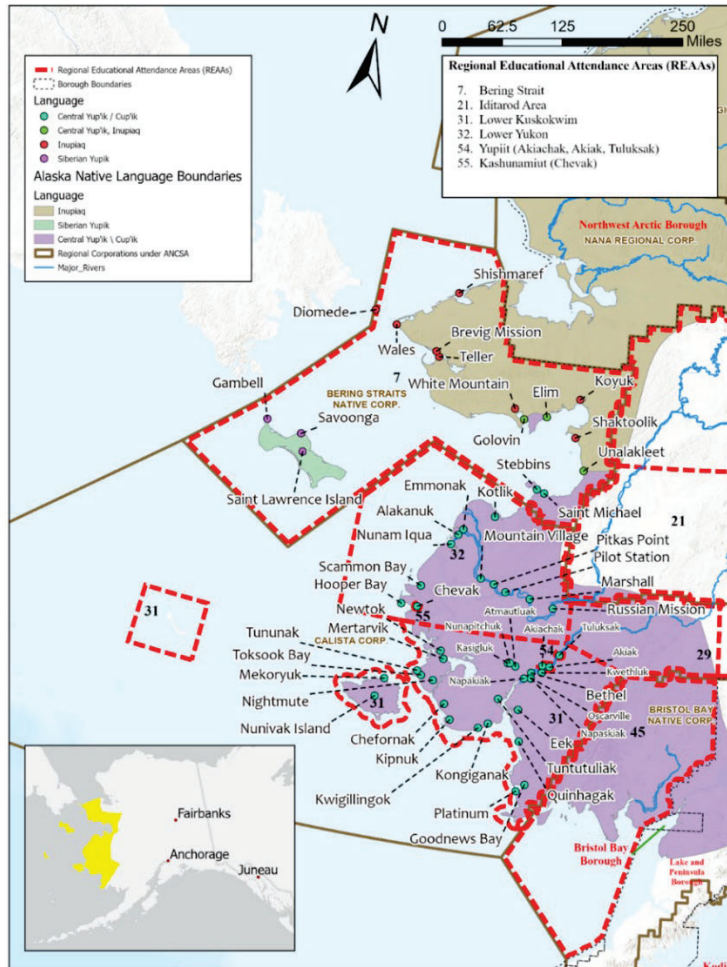 N
0 62.5 125 250
Miles
Regional Educational Attendance Areas (REAAs)
7. Bering Strait
21. Iditarod Area
31. Lower Kuskokwim
32. Lower Yukon
54. Yupiit (Akiachak, Akiak, Tuluksak)
55. Kashunamiut (Chevak)
Regional Educational Attendance Areas (REAAs)
Borough Boundaries
Language
Central Yup'ik / Cup'ik
Central Yup'ik, Inupiaq
Inupiaq
Siberian Yupik
Alaska Native Language Boundaries
Language
Inupiaq
Siberian Yupik
Central Yup'ik \ Cup'ik
Regional Corporations under ANCSA
Major_Rivers
Northwest Arctic Borough
NANA REGIONAL CORP.
Shishmaref
Diomede
Wales
Brevig Mission
Teller
7
White Mountain
Elim
Koyuk
Gambell
BERING STRAITS
NATIVE CORP.
Savoonga
Golovin
Shaktoolik
Unalakleet
Saint Lawrence Island
Stebbins
Emmonak
Kotlik
Saint Michael
Alakanuk
Mountain Village
21
Nunam Iqua
32
Pitkas Point
Pilot Station
Scammon Bay
Chevak
Marshall
Hooper Bay
55
Atmautluak
Russian Mission
31
Newtok
Nunapitchuk
Akiachak
Tuluksak
Mertarvik
CALISTA CORP.
Kasigluk
54
Akiak
29
Tununak
Toksook Bay
Kwethluk
Mekoryuk
Napakiak
Bethel
Nightmute
31
31
Oscarville
BRISTOL BAY
NATIVE CORP.
Nunivak Island
Napaskiak
45
Chefornak
Eek
Kipnuk
Tuntutuliak
Kongiganak
Kwigillingok
Quinhagak
Platinum
Goodnews Bay
Bristol Bay
Borough
Lake and
Peninsula
Borough
Fairbanks
Anchorage
Juneau